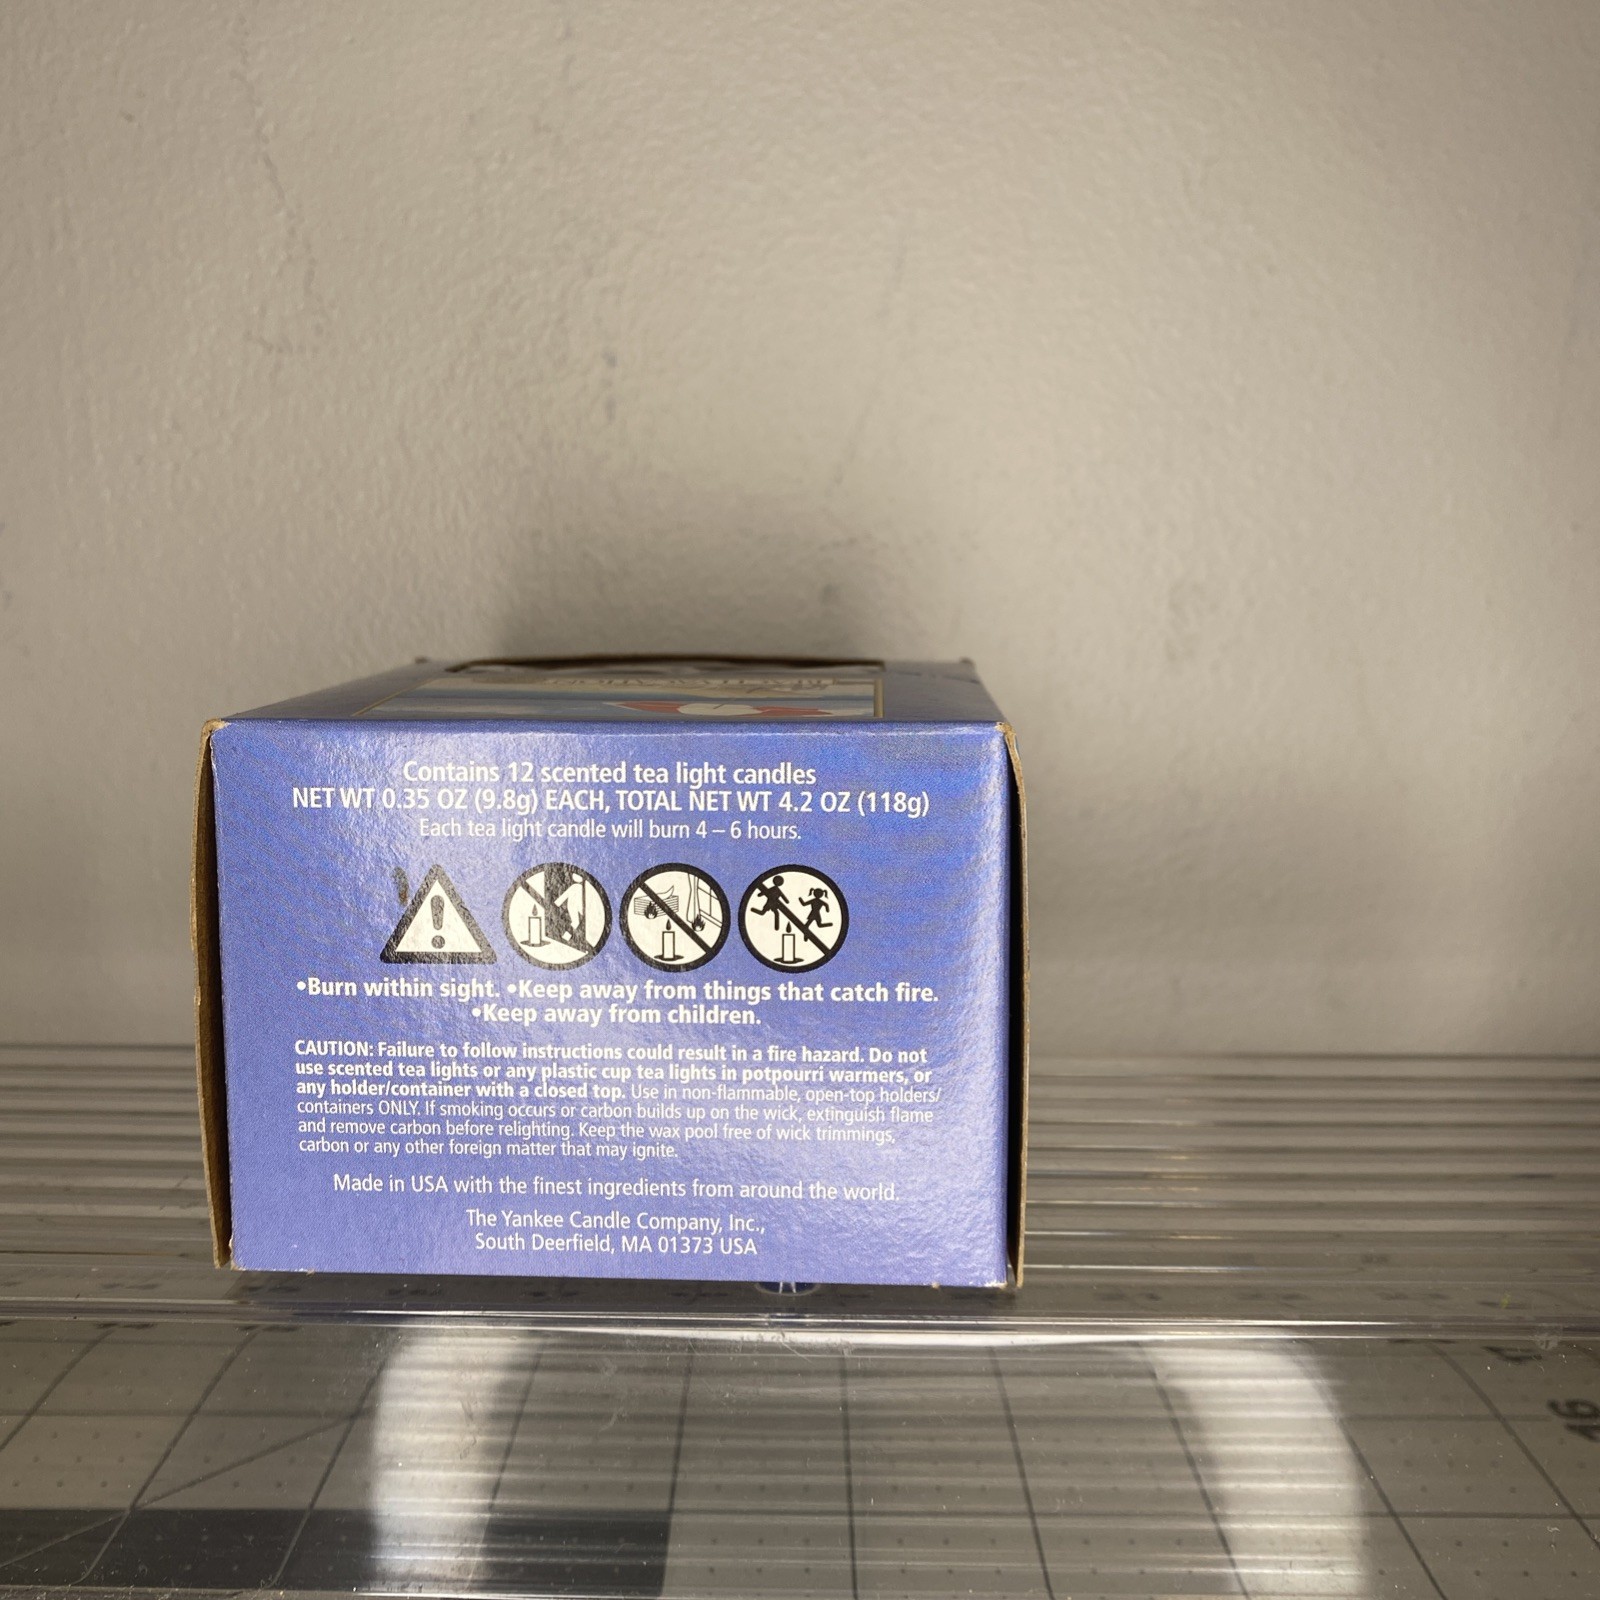 Contains 12 scented tea light candles
NET WT 0.35 OZ (9.8g) EACH, TOTAL NET WT 4.2 OZ (118g)
Each tea light candle will burn 4 – 6 hours.
•Burn within sight. •Keep away from things that catch fire.
•Keep away from children.
CAUTION: Failure to follow instructions could result in a fire hazard. Do not
use scented tea lights or any plastic cup tea lights in potpourri warmers, or
any holder/container with a closed top. Use in non-flammable, open-top holders/
containers ONLY. If smoking occurs or carbon builds up on the wick, extinguish flame
and remove carbon before relighting. Keep the wax pool free of wick trimmings,
carbon or any other foreign matter that may ignite.
Made in USA with the finest ingredients from around the world.
The Yankee Candle Company, Inc.,
South Deerfield, MA 01373 USA
16